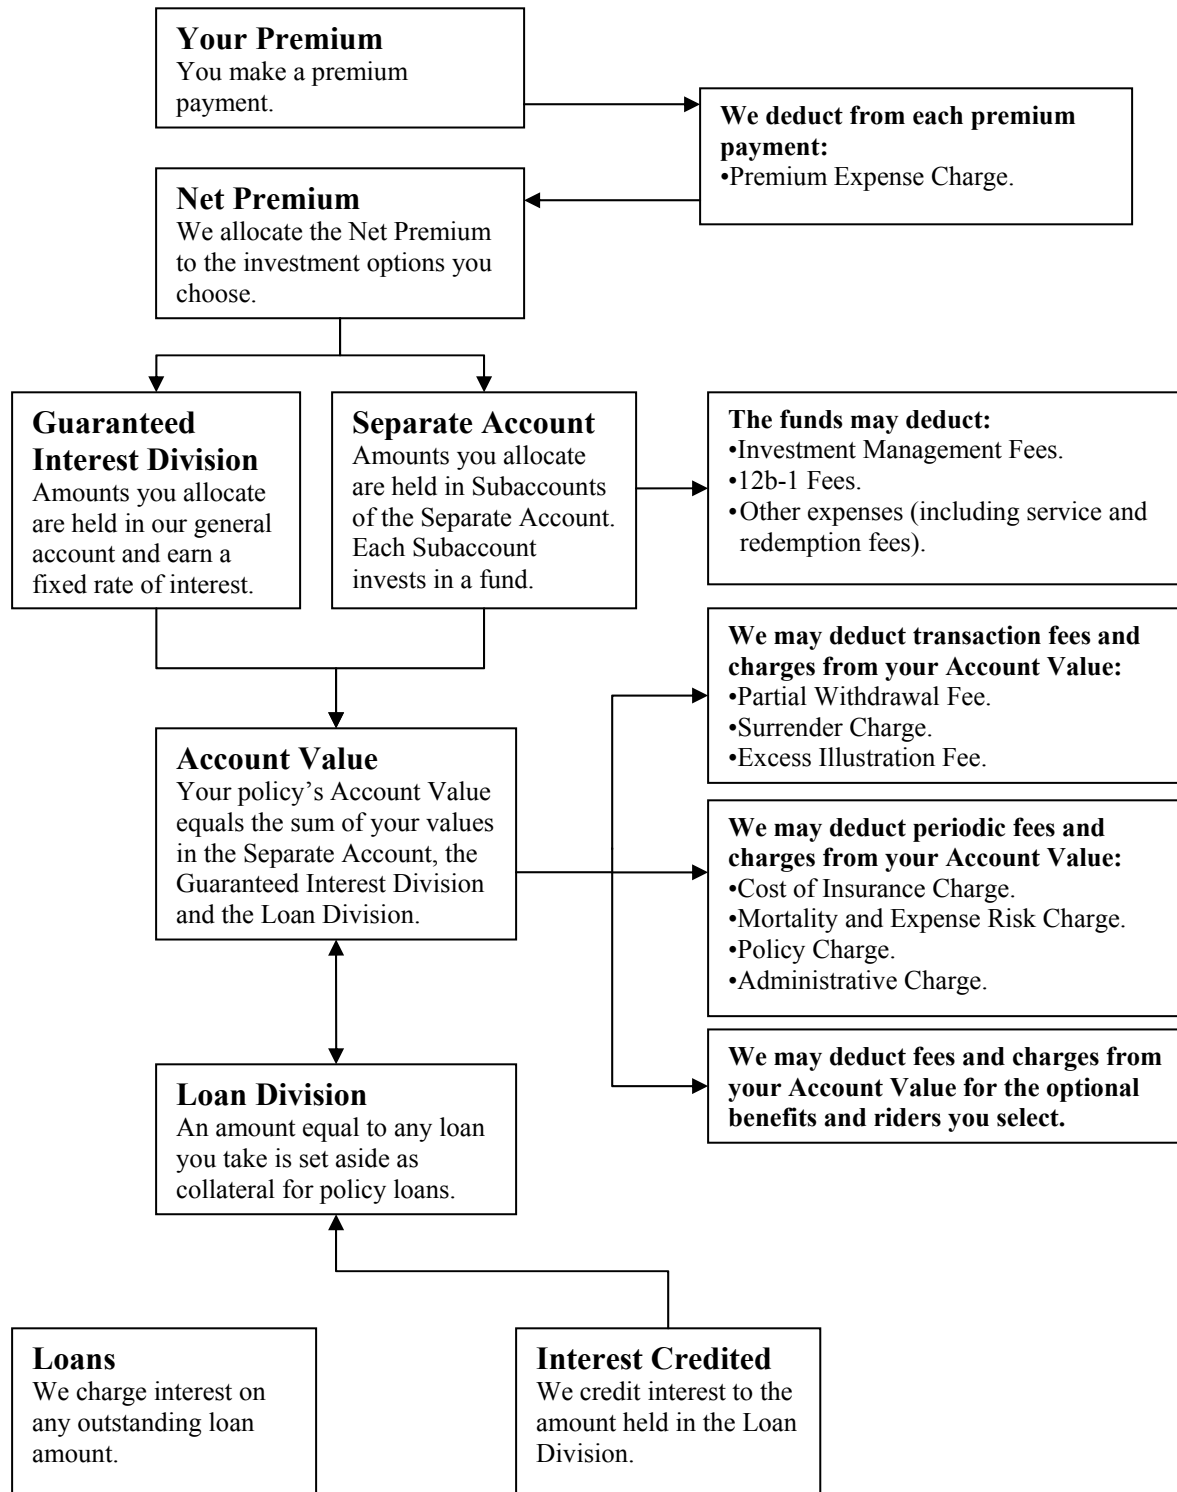 Your Premium
You make a premium
payment.
We deduct from each premium
payment:
•Premium Expense Charge.
Net Premium
We allocate the Net Premium
to the investment options you
choose.
Guaranteed
Interest Division
Amounts you allocate
are held in our general
account and earn a
fixed rate of interest.
Separate Account
Amounts you allocate
are held in Subaccounts
of the Separate Account.
Each Subaccount
invests in a fund.
The funds may deduct:
•Investment Management Fees.
•12b-1 Fees.
•Other expenses (including service and
redemption fees).
We may deduct transaction fees and
charges from your Account Value:
•Partial Withdrawal Fee.
•Surrender Charge.
•Excess Illustration Fee.
Account Value
Your policy’s Account Value
equals the sum of your values
in the Separate Account, the
Guaranteed Interest Division
and the Loan Division.
We may deduct periodic fees and
charges from your Account Value:
•Cost of Insurance Charge.
•Mortality and Expense Risk Charge.
•Policy Charge.
•Administrative Charge.
We may deduct fees and charges from
your Account Value for the optional
benefits and riders you select.
Loan Division
An amount equal to any loan
you take is set aside as
collateral for policy loans.
Loans
We charge interest on
any outstanding loan
amount.
Interest Credited
We credit interest to the
amount held in the Loan
Division.